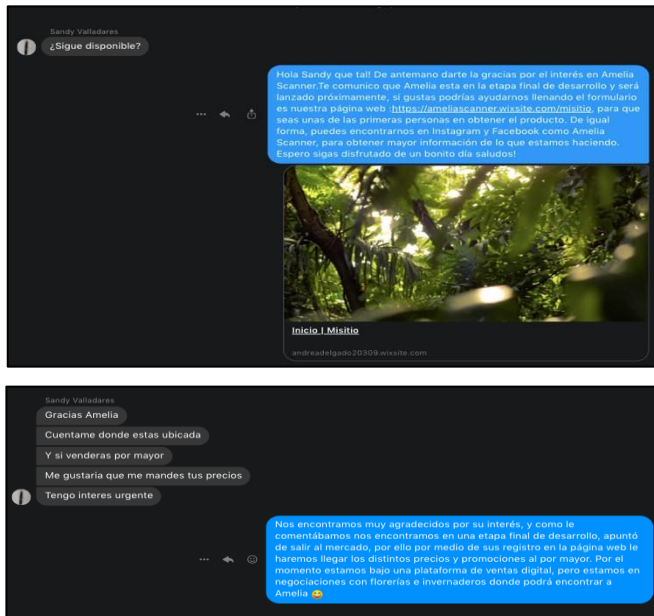 Sandy Valladares
¿Sigue disponible?
Hola Sandy que tal! De antemano darte la gracias por el interés en Amelia
Scanner.Te comunico que Amelia esta en la etapa final de desarrollo y será
lanzado próximamente, si gustas podrías ayudarnos llenando el formulario
es nuestra página web :https://ameliascanner.wixsite.com/misitio, para que
seas unas de las primeras personas en obtener el producto. De igual
forma, puedes encontrarnos en Instagram y Facebook como Amelia
Scanner, para obtener mayor información de lo que estamos haciendo.
Espero sigas disfrutado de un bonito día saludos!
Inicio | Misitio
andreadelgado20309.wixsite.com
Sandy Valladares
Gracias Amelia
Cuentame donde estas ubicada
Y si venderas por mayor
Me gustaria que me mandes tus precios
Tengo interes urgente
Nos encontramos muy agradecidos por su interés, y como le
comentábamos nos encontramos en una etapa final de desarrollo, apuntó
de salir al mercado, por ello por medio de sus registro en la página web le
haremos llegar los distintos precios y promociones al por mayor. Por el
momento estamos bajo una plataforma de ventas digital, pero estamos en
negociaciones con florerías e invernaderos donde podrá encontrar a
Amelia 😋